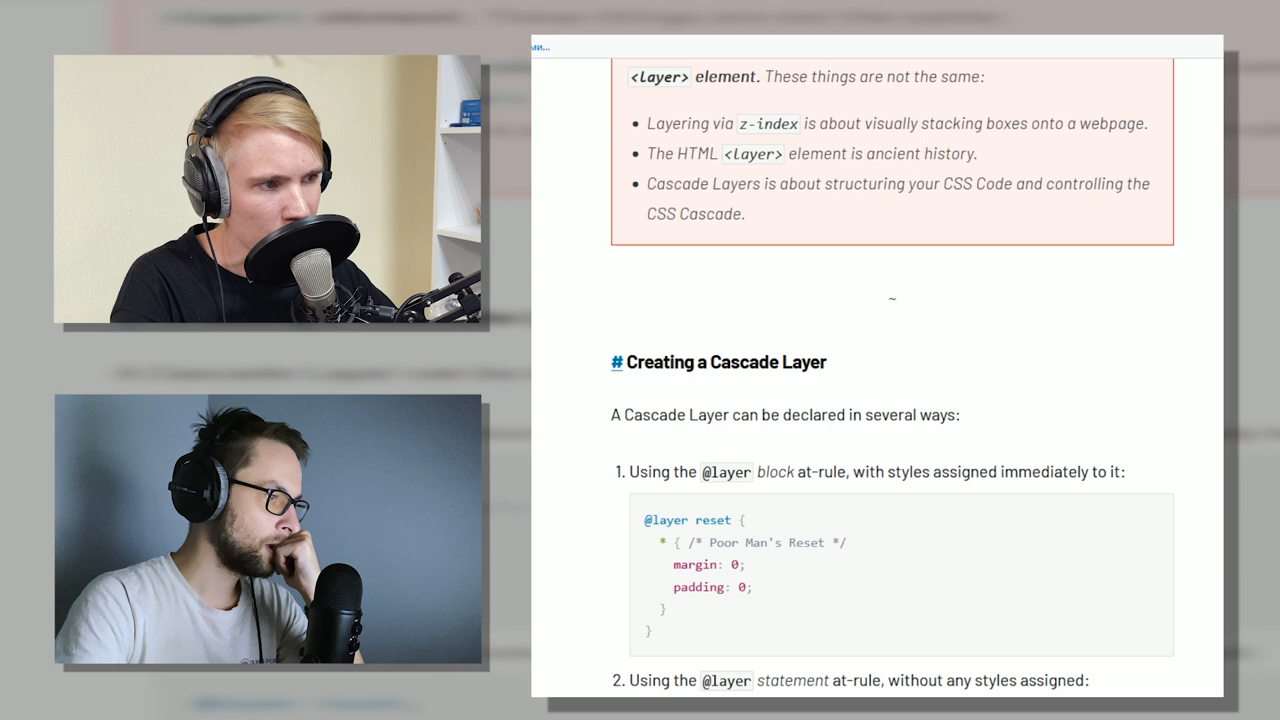 ми...
<layer> element. These things are not the same:
• Layering via z-index is about visually stacking boxes onto a webpage.
• The HTML <layer> element is ancient history.
• Cascade Layers is about structuring your CSS Code and controlling the
CSS Cascade.
~
# Creating a Cascade Layer
A Cascade Layer can be declared in several ways:
1. Using the @layer block at-rule, with styles assigned immediately to it:
@layer reset {
* { /* Poor Man's Reset */
margin: 0;
padding: 0;
}
}
2. Using the @layer statement at-rule, without any styles assigned: